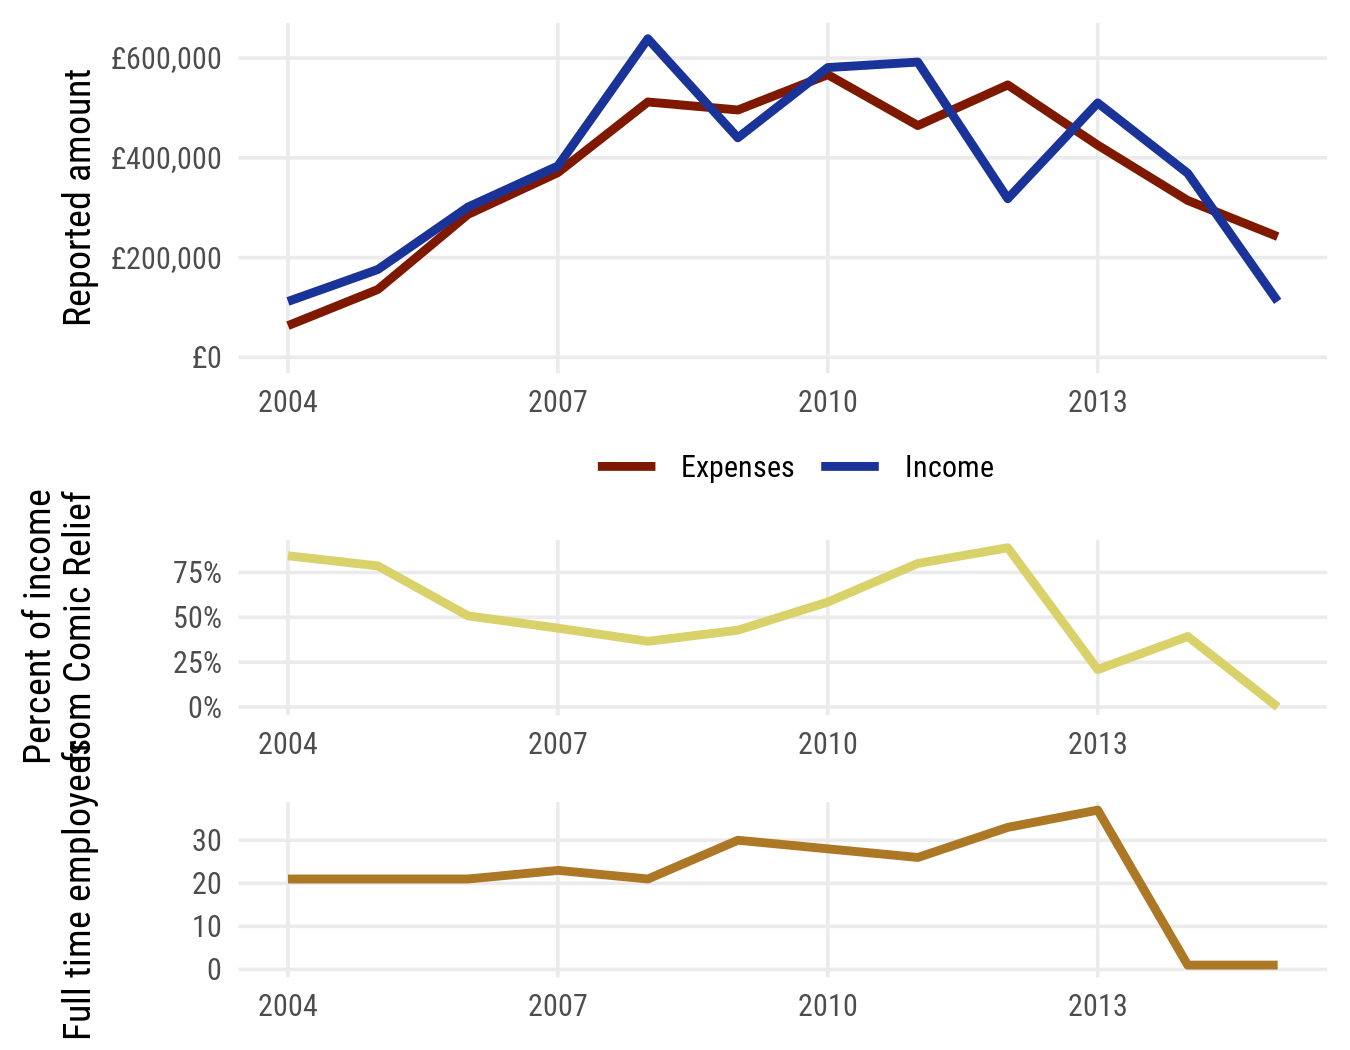 Reported amount
£600,000
£400,000
£200,000
£0
2004 2007 2010 2013
Expenses Income
Percent of income
from Comic Relief
75%
50%
25%
0%
2004 2007 2010 2013
Full time employees
30
20
10
0
2004 2007 2010 2013